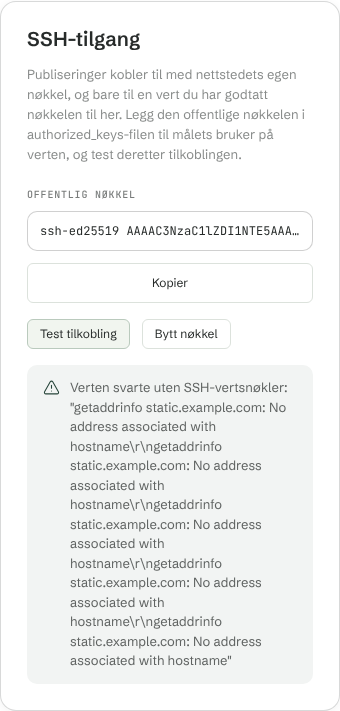 SSH-tilgang
Publiseringer kobler til med nettstedets egen
nøkkel, og bare til en vert du har godtatt
nøkkelen til her. Legg den offentlige nøkkelen i
authorized_keys-filen til målets bruker på
verten, og test deretter tilkoblingen.
OFFENTLIG NØKKEL
ssh-ed25519 AAAAC3NzaC1lZDI1NTE5AAA…
Kopier
Test tilkobling
Bytt nøkkel
Verten svarte uten SSH-vertsnøkler:
"getaddrinfo static.example.com: No
address associated with
hostname\r\ngetaddrinfo
static.example.com: No address
associated with
hostname\r\ngetaddrinfo
static.example.com: No address
associated with
hostname\r\ngetaddrinfo
static.example.com: No address
associated with
hostname\r\ngetaddrinfo
static.example.com: No address
associated with hostname"